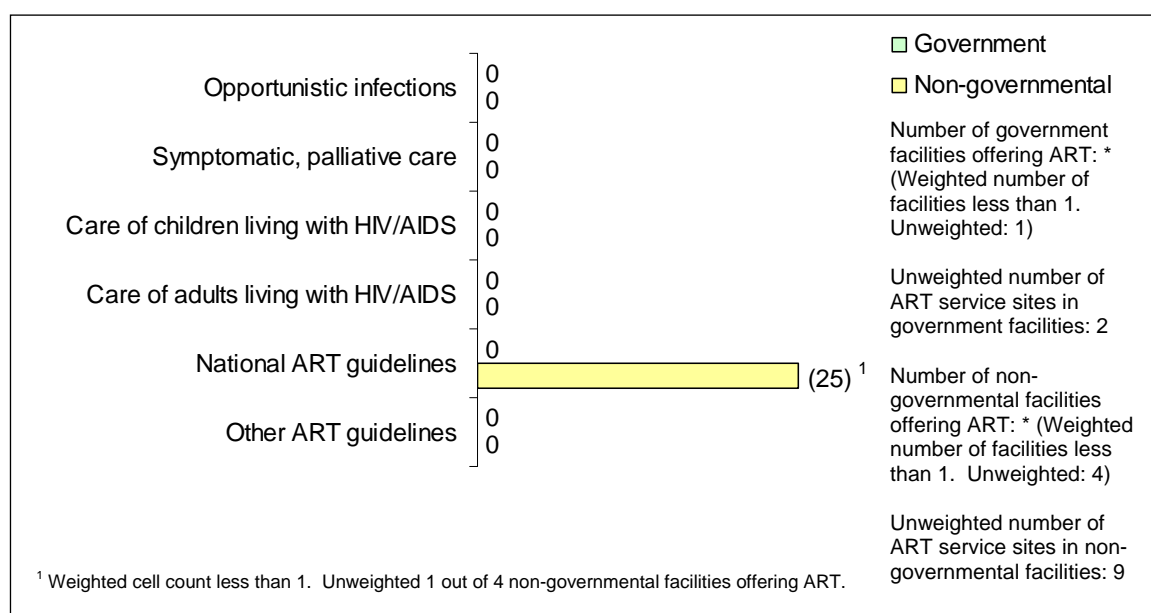 Opportunistic infections
0
0
Symptomatic, palliative care
0
0
Care of children living with HIV/AIDS
0
0
Care of adults living with HIV/AIDS
0
0
National ART guidelines
0
(25) 1
Other ART guidelines
0
0
Government
Non-governmental
Number of government
facilities offering ART: *
(Weighted number of
facilities less than 1.
Unweighted: 1)
Unweighted number of
ART service sites in
government facilities: 2
Number of non-
governmental facilities
offering ART: * (Weighted
number of facilities less
than 1.  Unweighted: 4)
Unweighted number of
ART service sites in non-
governmental facilities: 9
1 Weighted cell count less than 1.  Unweighted 1 out of 4 non-governmental facilities offering ART.